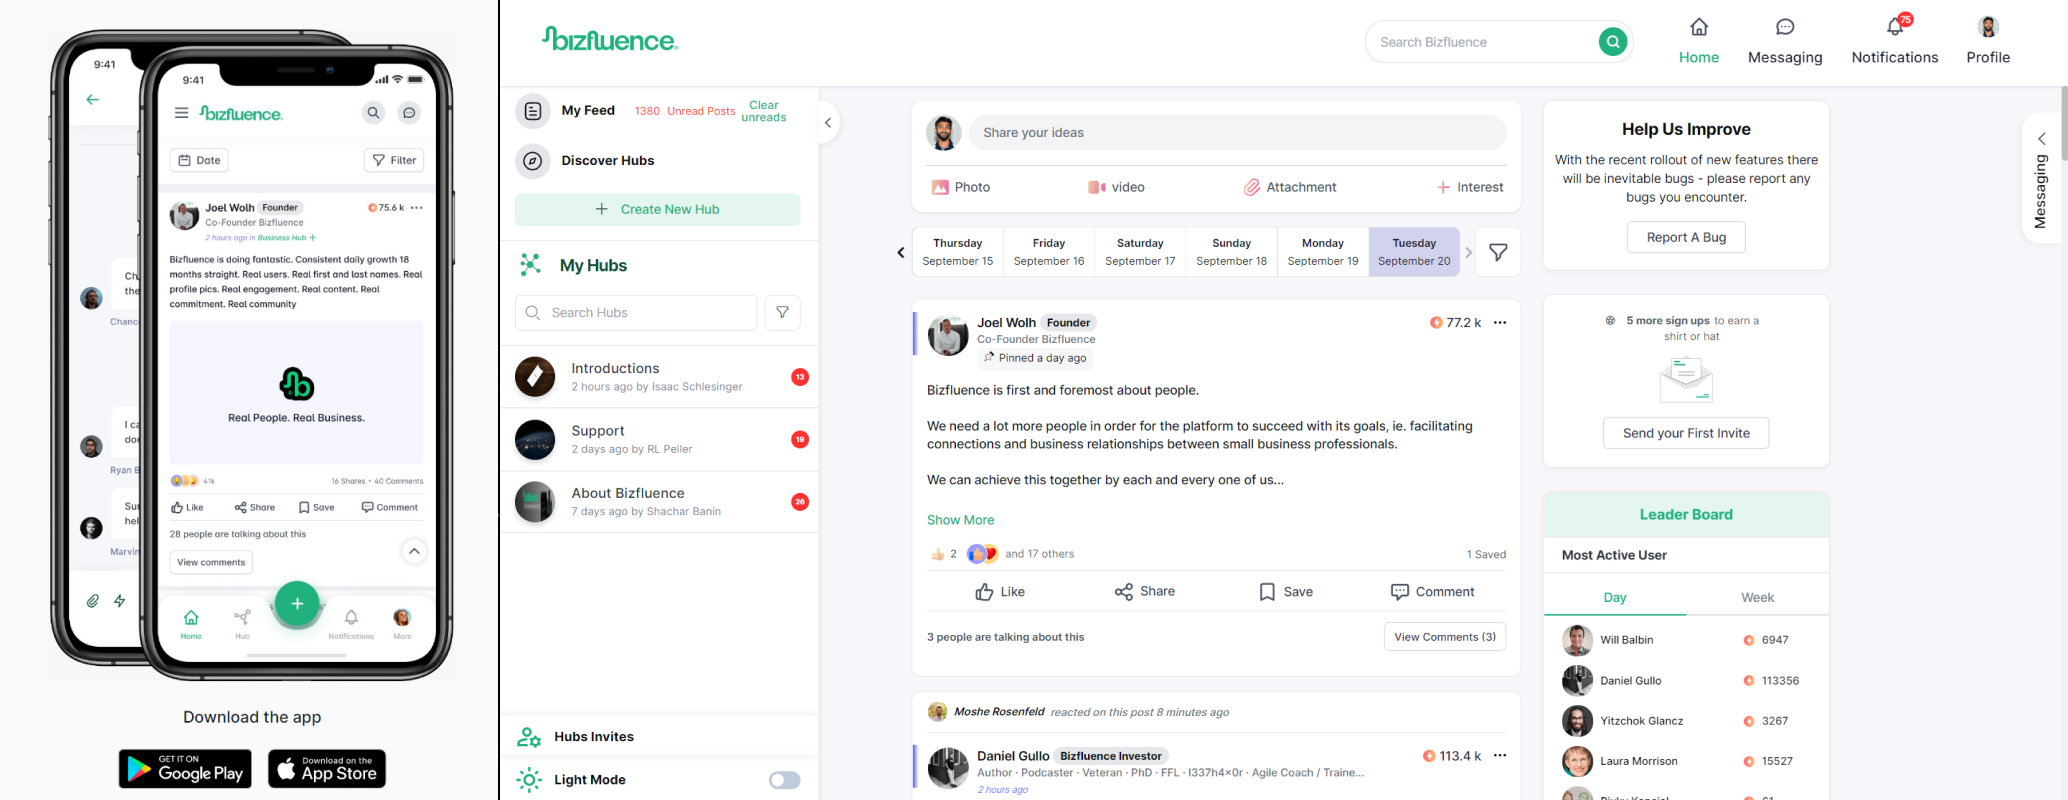 9:41
Ch
the
Chanc
I ca
don
Ryan B
Sur
hel
Marvin
9:41
bizfluence
Date
Filter
Joel Wolh Founder
75.6 k
Co-Founder Bizfluence
2 hours ago in Business Hub +
Bizfluence is doing fantastic. Consistent daily growth 18
months straight. Real users. Real first and last names. Real
profile pics. Real engagement. Real content. Real
commitment. Real community
Real People. Real Business.
41k
16 Shares • 40 Comments
Like
Share
Save
Comment
28 people are talking about this
View comments
Home
Hub
Notifications
More
Download the app
GET IT ON
Google Play
Download on the
App Store
bizfluence
Search Bizfluence
Home
Messaging
75
Notifications
Profile
My Feed
1380 Unread Posts
Clear
unreads
Discover Hubs
+ Create New Hub
My Hubs
Search Hubs
Introductions
2 hours ago by Isaac Schlesinger
13
Support
2 days ago by RL Peller
19
About Bizfluence
7 days ago by Shachar Banin
26
Hubs Invites
Light Mode
Share your ideas
Photo
video
Attachment
Interest
Thursday
September 15
Friday
September 16
Saturday
September 17
Sunday
September 18
Monday
September 19
Tuesday
September 20
Joel Wolh Founder
77.2 k
Co-Founder Bizfluence
Pinned a day ago
Bizfluence is first and foremost about people.
We need a lot more people in order for the platform to succeed with its goals, ie. facilitating
connections and business relationships between small business professionals.
We can achieve this together by each and every one of us...
Show More
2
and 17 others
1 Saved
Like
Share
Save
Comment
3 people are talking about this
View Comments (3)
Moshe Rosenfeld reacted on this post 8 minutes ago
Daniel Gullo Bizfluence Investor
113.4 k
Author · Podcaster · Veteran · PhD · FFL · l337h4×0r · Agile Coach / Traine...
2 hours ago
Help Us Improve
With the recent rollout of new features there
will be inevitable bugs - please report any
bugs you encounter.
Report A Bug
5 more sign ups to earn a
shirt or hat
Send your First Invite
Leader Board
Most Active User
Day
Week
Will Balbin
6947
Daniel Gullo
113356
Yitzchok Glancz
3267
Laura Morrison
15527
Messaging